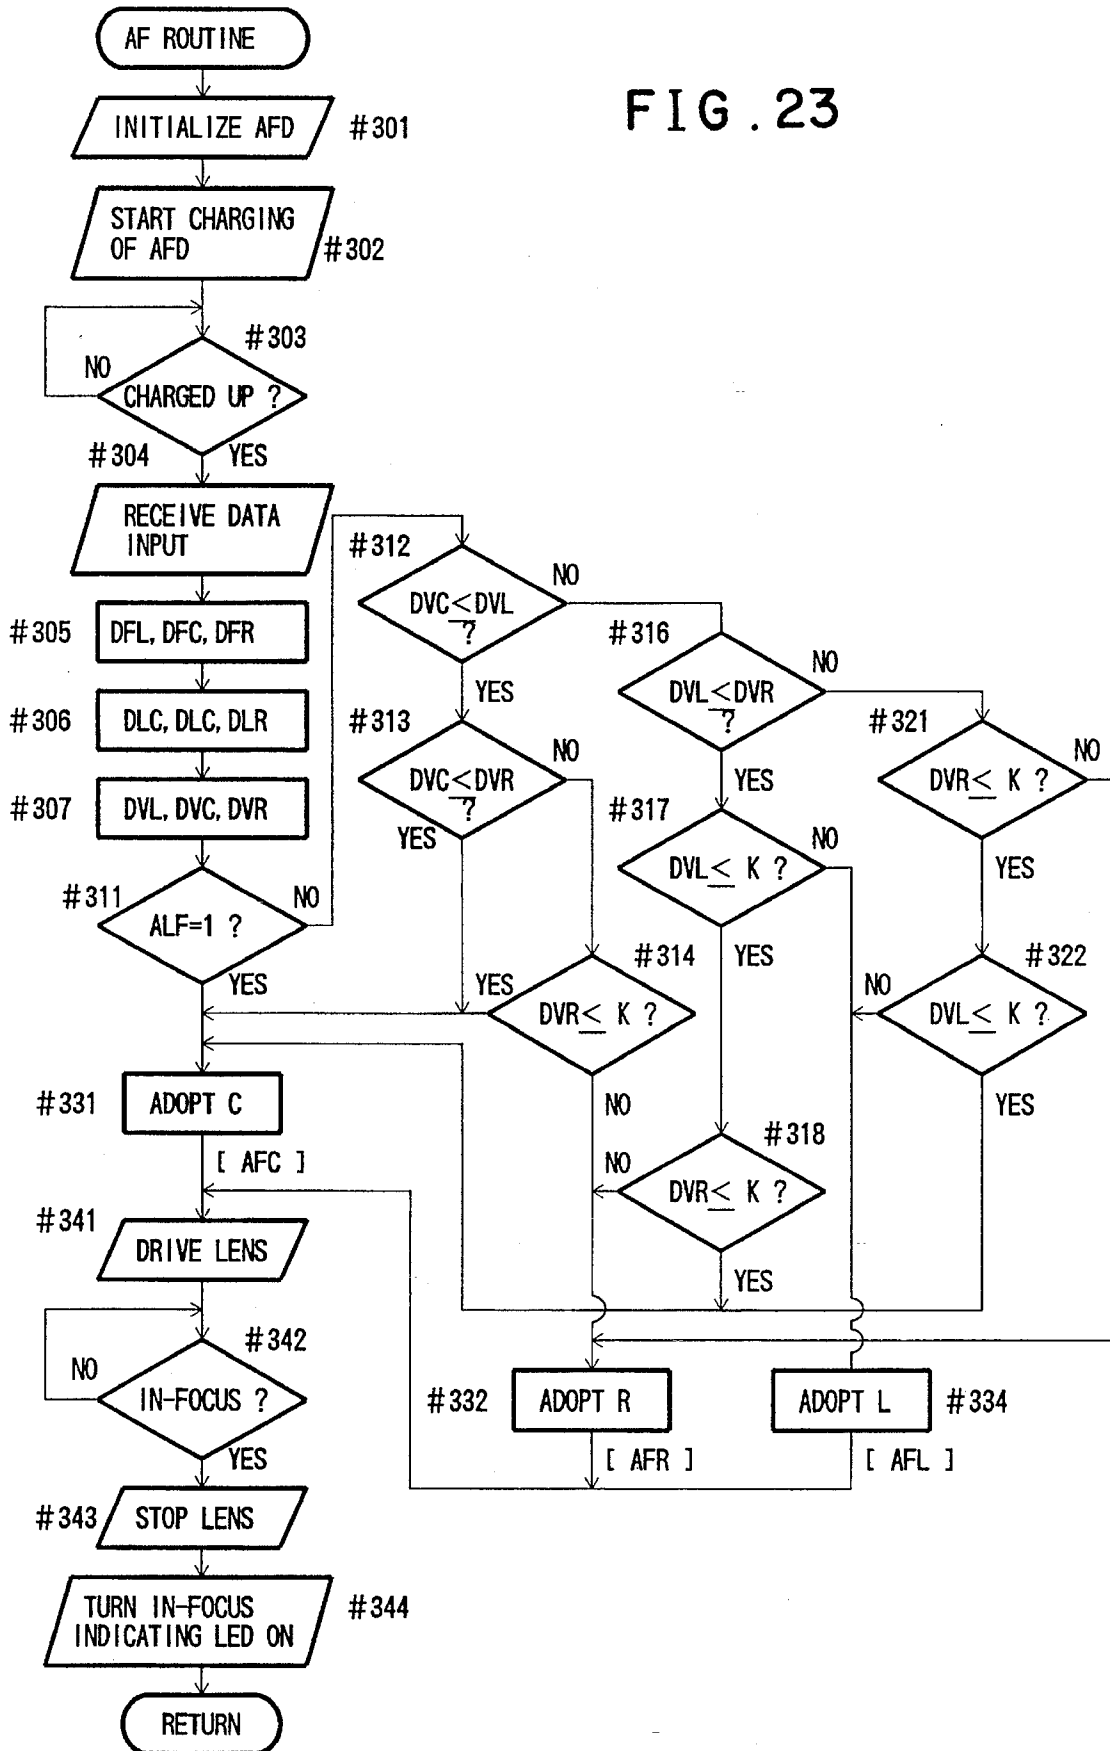 AF ROUTINE
FIG.23
INITIALIZE AFD
#301
START CHARGING
OF AFD
#302
#303
NO
CHARGED UP ?
#304
YES
RECEIVE DATA
INPUT
#305
DFL, DFC, DFR
#306
DLC, DLC, DLR
#307
DVL, DVC, DVR
#311
ALF=1 ?
NO
YES
#312
DVC≤DVL
?
NO
YES
#313
DVC≤DVR
?
NO
YES
#314
YES
DVR≤ K ?
NO
#316
DVL≤DVR
?
NO
YES
#317
DVL≤ K ?
NO
YES
#318
NO
DVR≤ K ?
YES
#321
DVR≤ K ?
NO
YES
#322
NO
DVL≤ K ?
YES
#331
ADOPT C
[ AFC ]
#332
ADOPT R
[ AFR ]
ADOPT L
#334
[ AFL ]
#341
DRIVE LENS
#342
NO
IN-FOCUS ?
YES
#343
STOP LENS
TURN IN-FOCUS
INDICATING LED ON
#344
RETURN